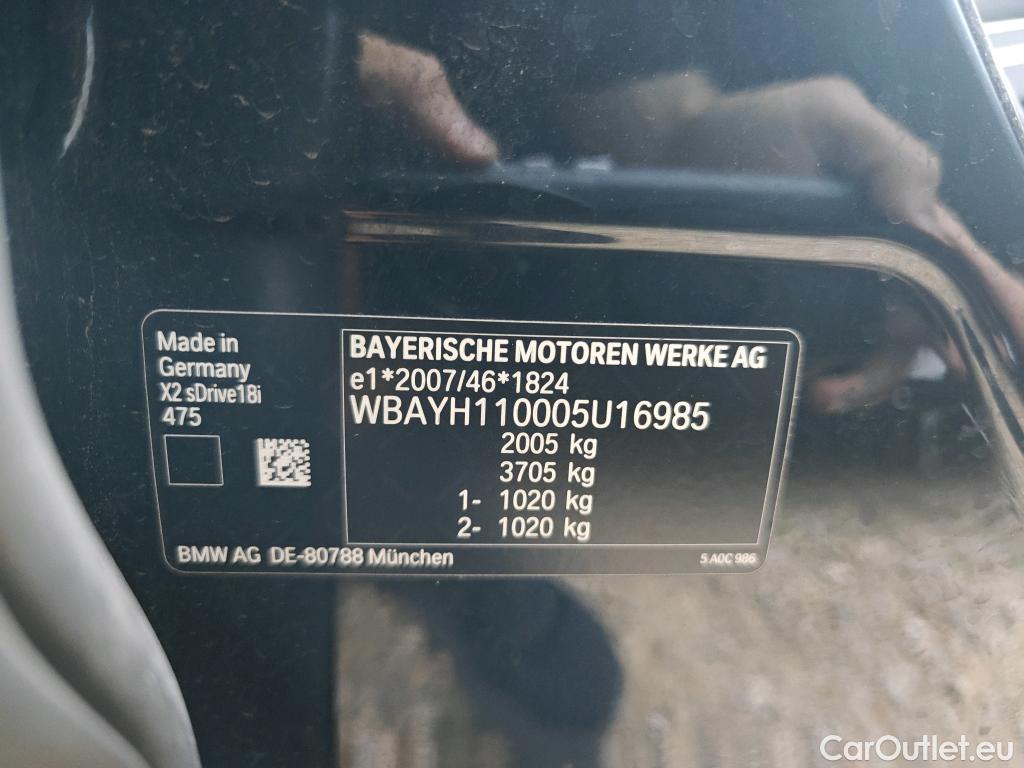 Made in
Germany
X2 sDrive18i
475
BAYERISCHE MOTOREN WERKE AG
e1*2007/46*1824
WBAYH110005U16985
2005 kg
3705 kg
1- 1020 kg
2- 1020 kg
BMW AG DE-80788 München
5 A0C 986
CarOutlet.eu